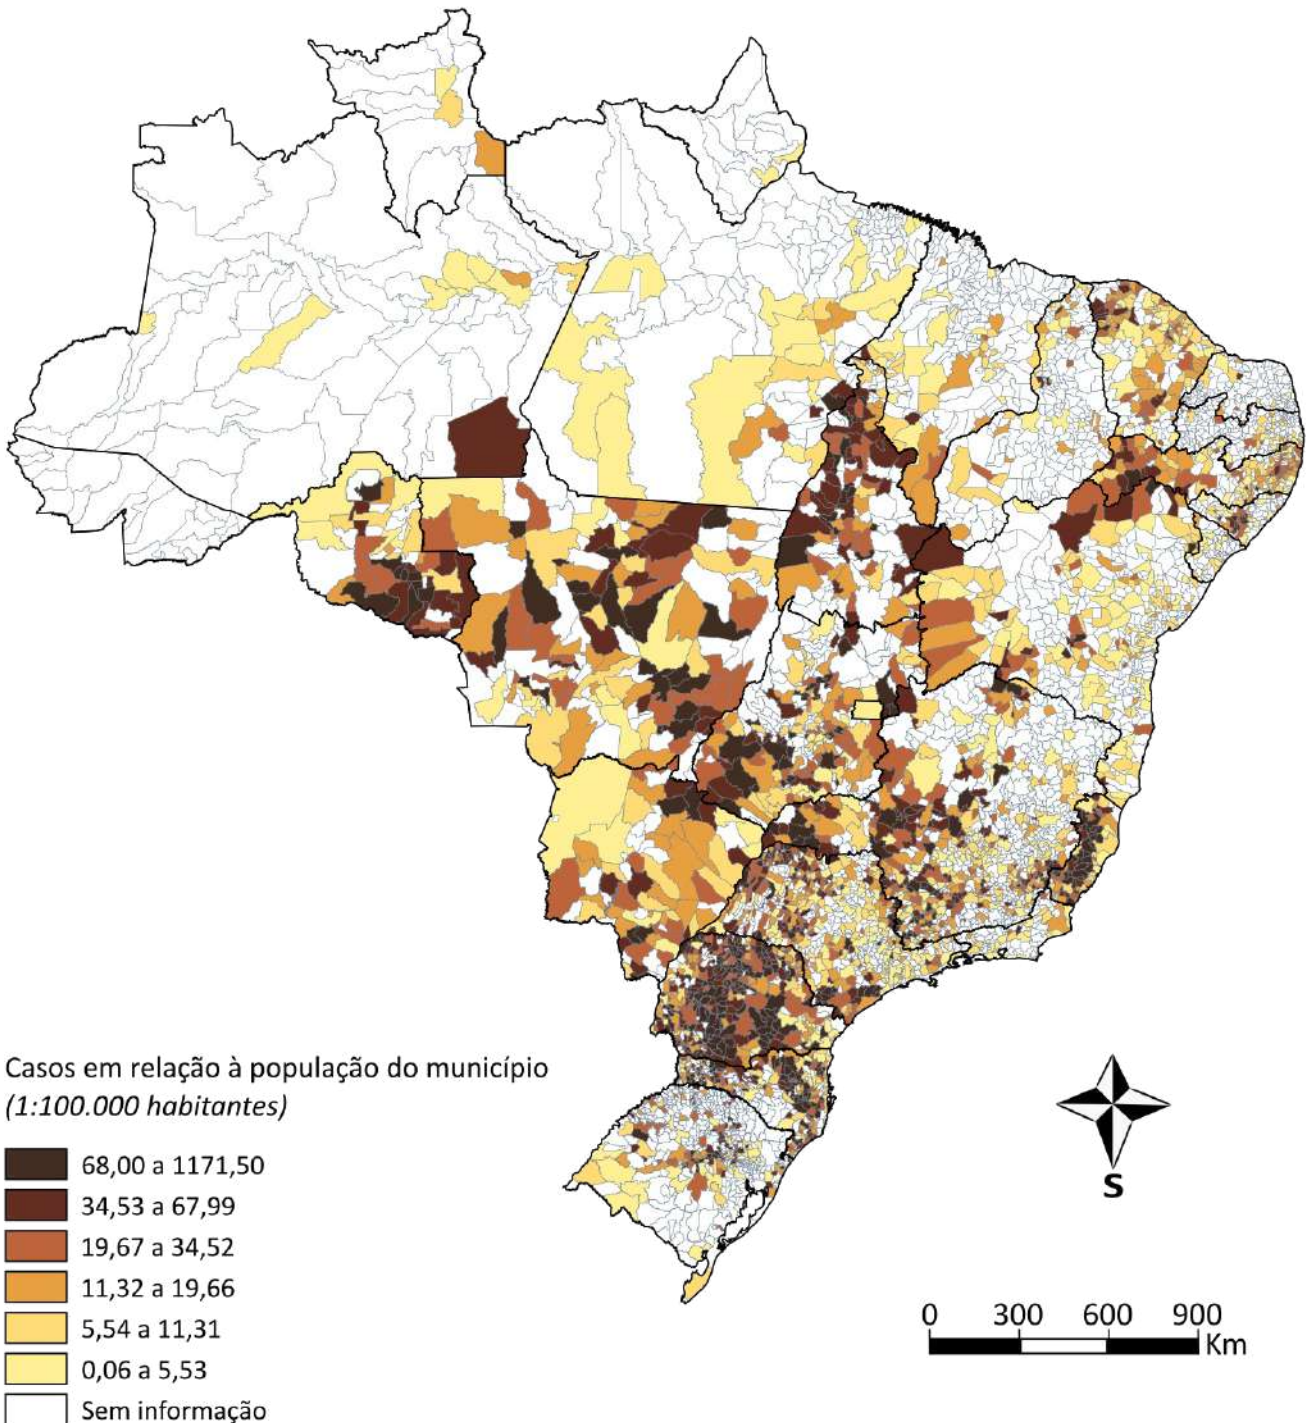 Casos em relação à população do município
(1:100.000 habitantes)
68,00 a 1171,50
34,53 a 67,99
19,67 a 34,52
11,32 a 19,66
5,54 a 11,31
0,06 a 5,53
Sem informação
S
0 300 600 900
Km